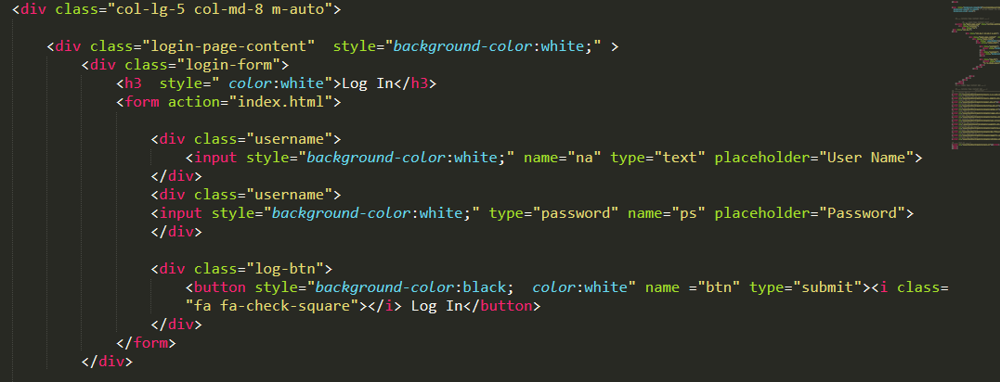 <div class="col-lg-5 col-md-8 m-auto">
<div class="login-page-content"  style="background-color:white;" >
<div class="login-form">
<h3  style=" color:white">Log In</h3>
<form action="index.html">
<div class="username">
<input style="background-color:white;" name="na" type="text" placeholder="User Name">
</div>
<div class="username">
<input style="background-color:white;" type="password" name="ps" placeholder="Password">
</div>
<div class="log-btn">
<button style="background-color:black;  color:white" name ="btn" type="submit"><i class=
"fa fa-check-square"></i> Log In</button>
</div>
</form>
</div>